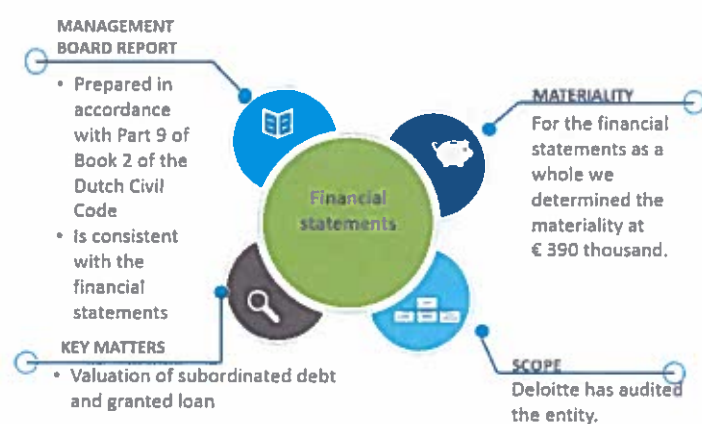 MANAGEMENT
BOARD REPORT
• Prepared in
accordance
with Part 9 of
Book 2 of the
Dutch Civil
Code
• Is consistent
with the
financial
statements
KEY MATTERS
• Valuation of subordinated debt
and granted loan
Financial
statements
MATERIALITY
For the financial
statements as a
whole we
determined the
materiality at
€ 390 thousand.
SCOPE
Deloitte has audited
the entity.